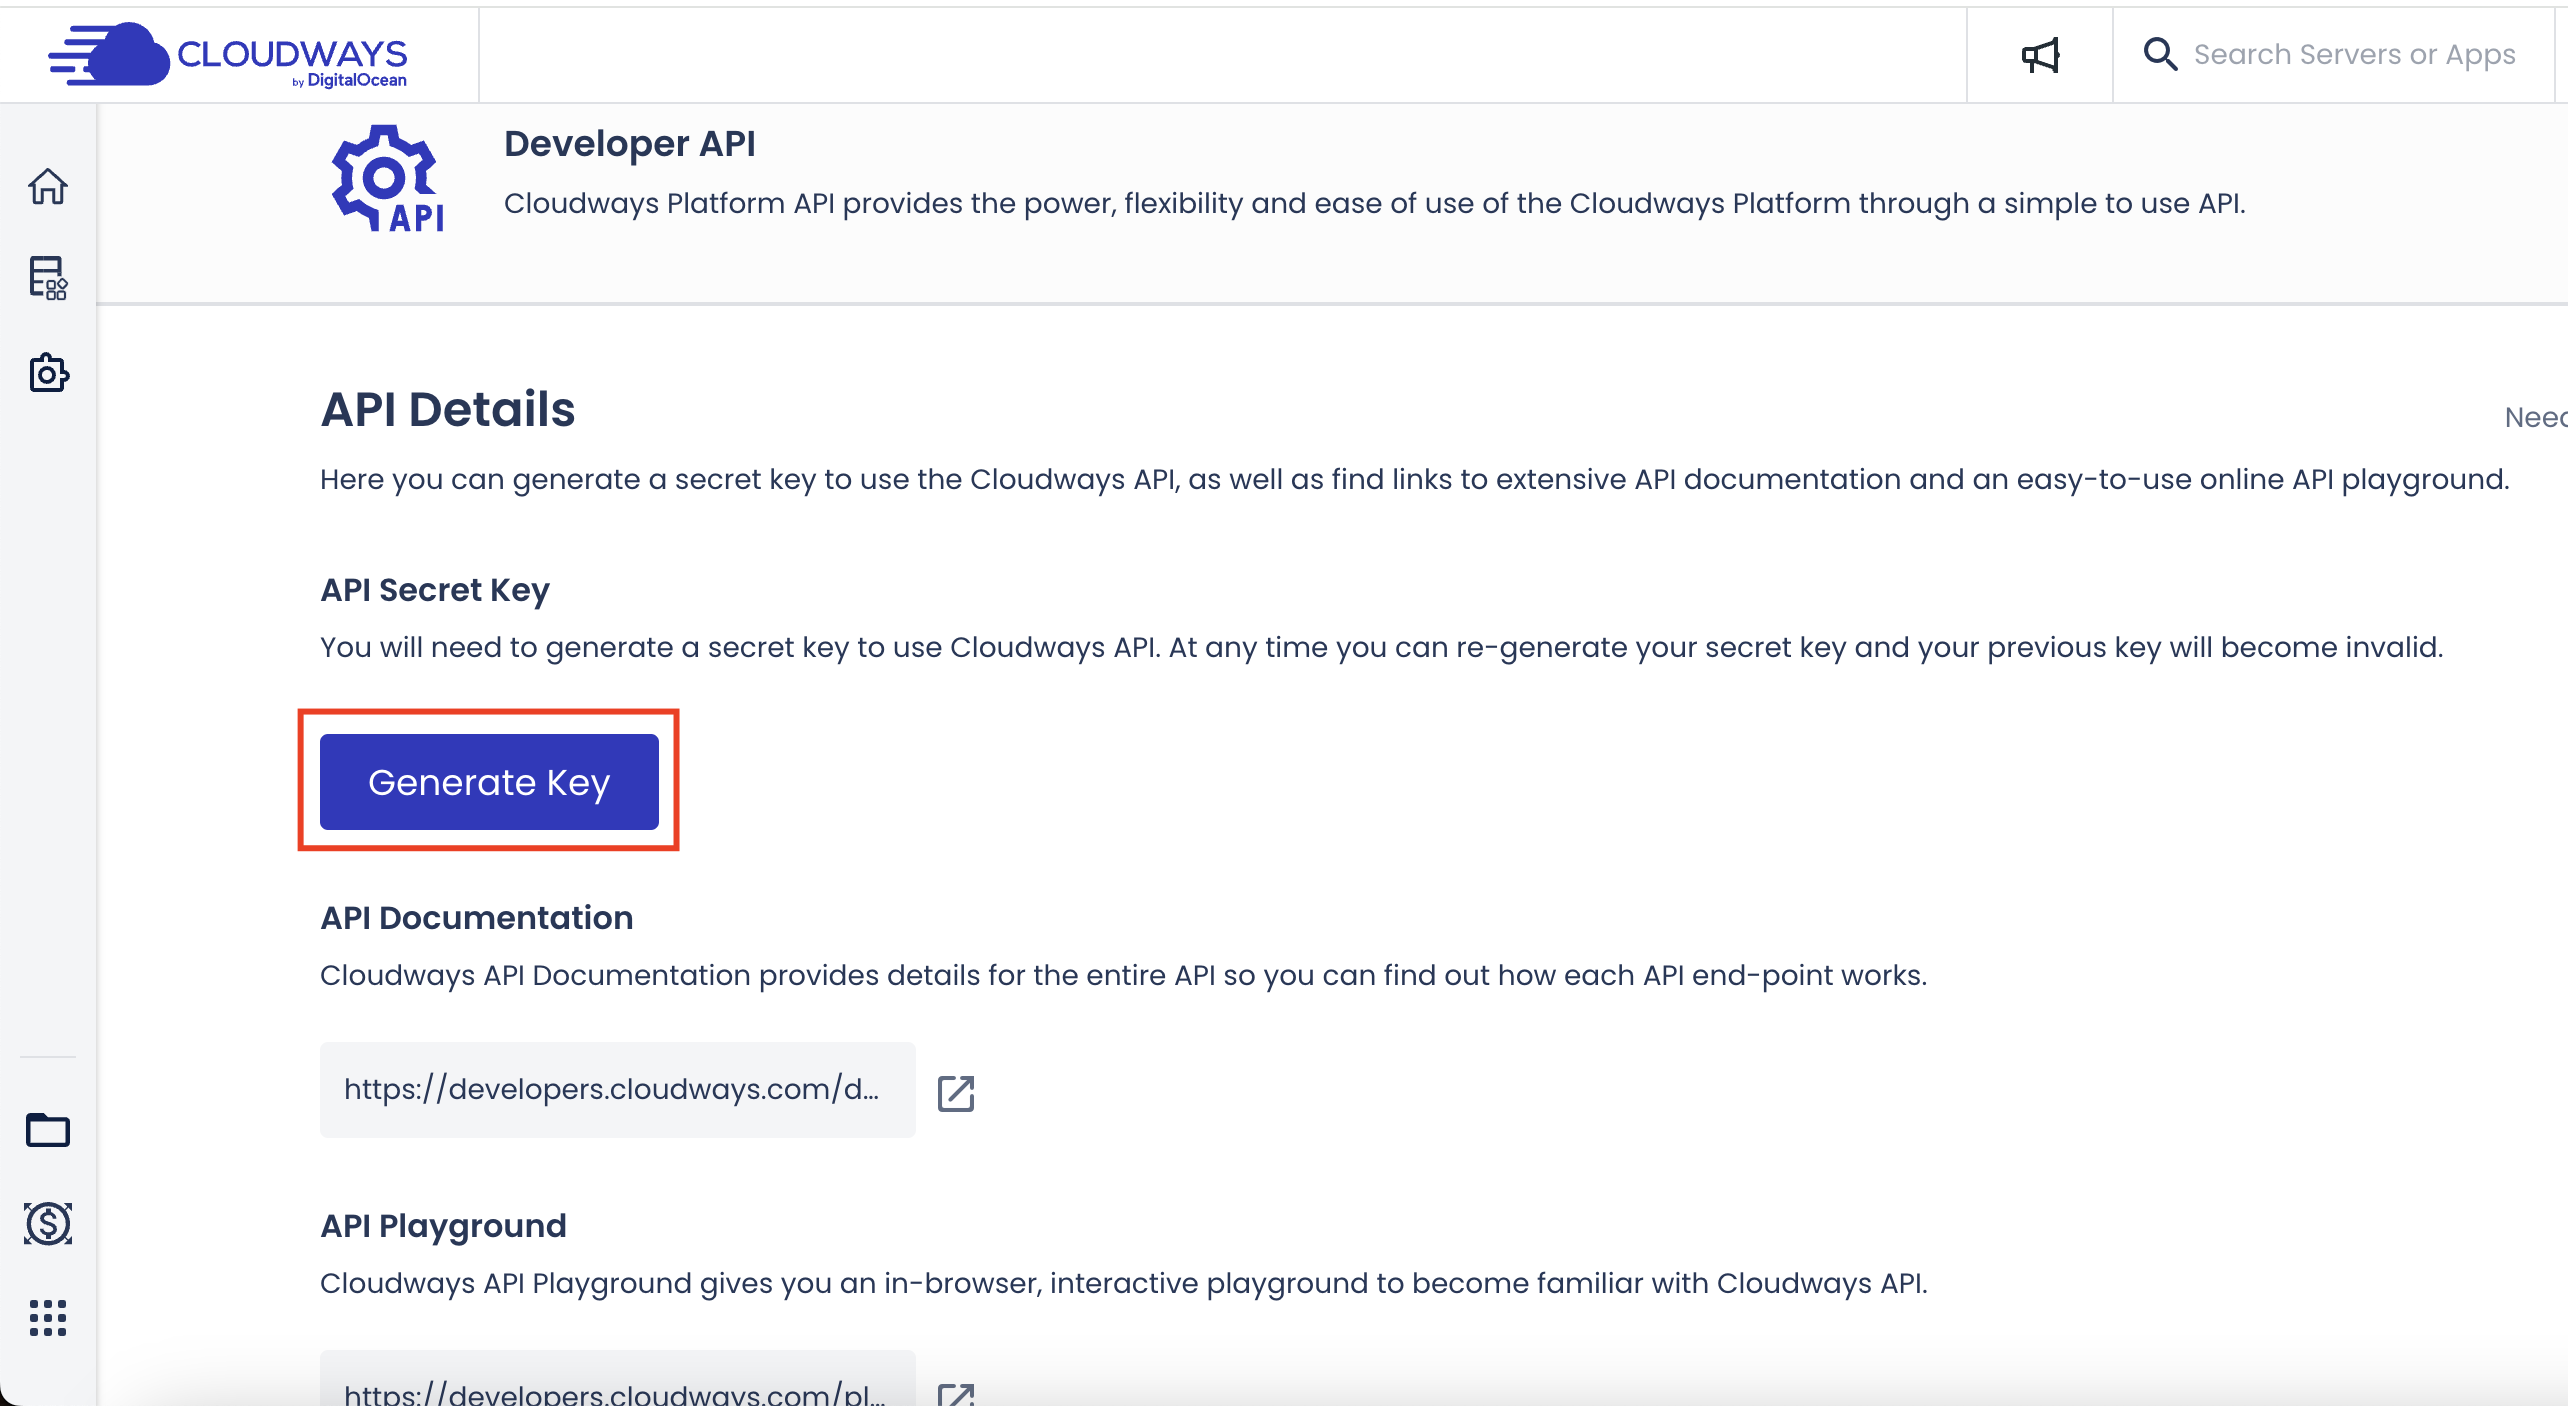 CLOUDWAYS
by DigitalOcean
Search Servers or Apps
API
Developer API
Cloudways Platform API provides the power, flexibility and ease of use of the Cloudways Platform through a simple to use API.
API Details
Here you can generate a secret key to use the Cloudways API, as well as find links to extensive API documentation and an easy-to-use online API playground.
API Secret Key
You will need to generate a secret key to use Cloudways API. At any time you can re-generate your secret key and your previous key will become invalid.
Generate Key
API Documentation
Cloudways API Documentation provides details for the entire API so you can find out how each API end-point works.
https://developers.cloudways.com/d...
API Playground
Cloudways API Playground gives you an in-browser, interactive playground to become familiar with Cloudways API.
https://developers.cloudways.com/pl...